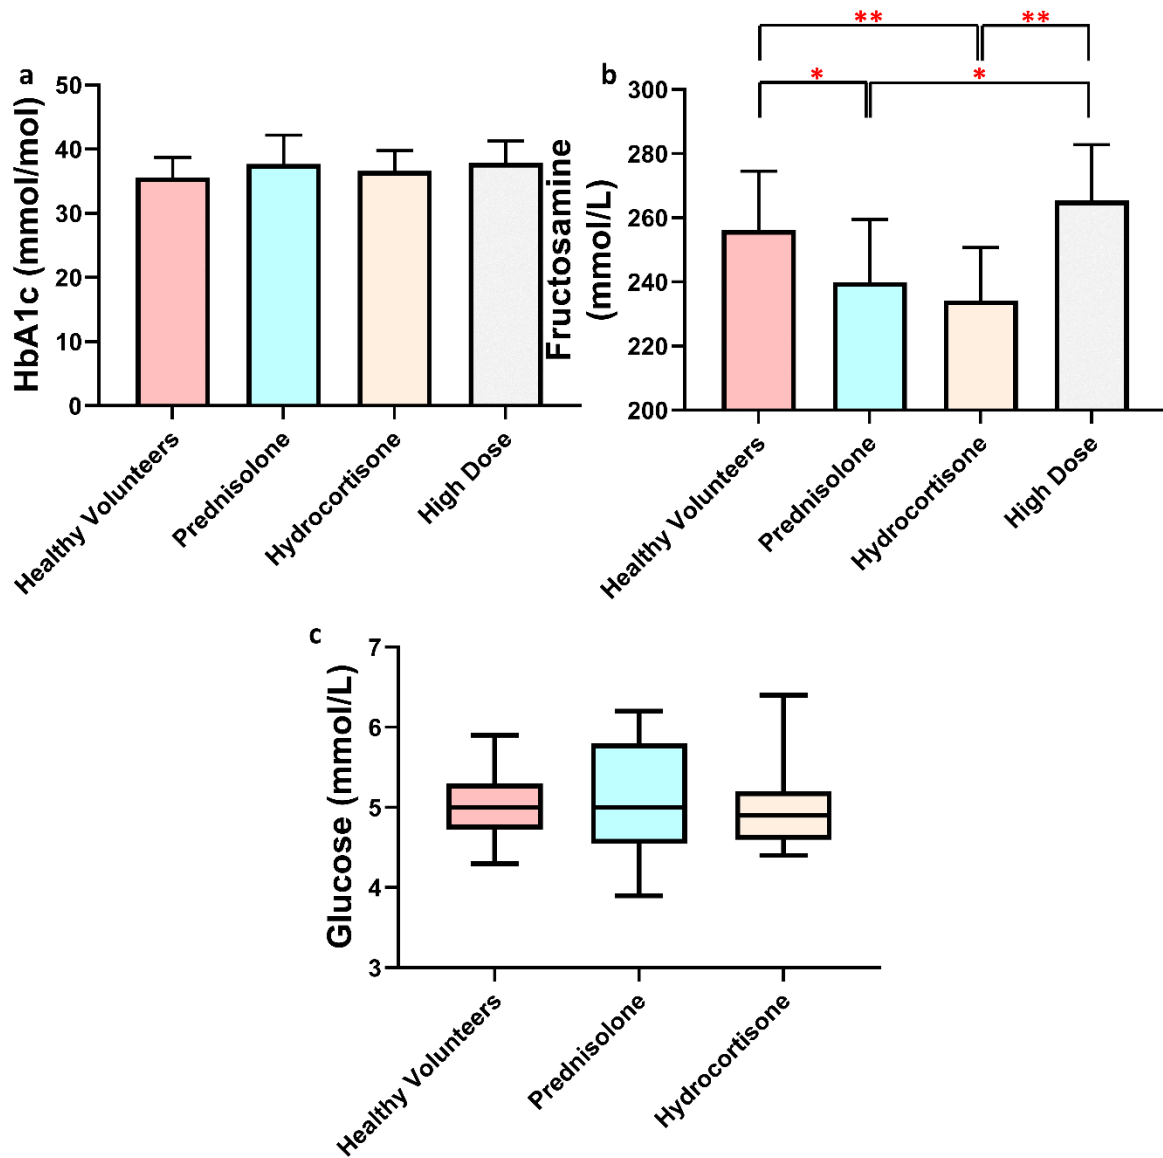 a
HbA1c (mmol/mol)
50
40
30
20
10
0
Healthy Volunteers
Prednisolone
Hydrocortisone
High Dose
b
**
**
*
*
Fructosamine
(mmol/L)
300
280
260
240
220
200
Healthy Volunteers
Prednisolone
Hydrocortisone
High Dose
c
Glucose (mmol/L)
7
6
5
4
3
Healthy Volunteers
Prednisolone
Hydrocortisone